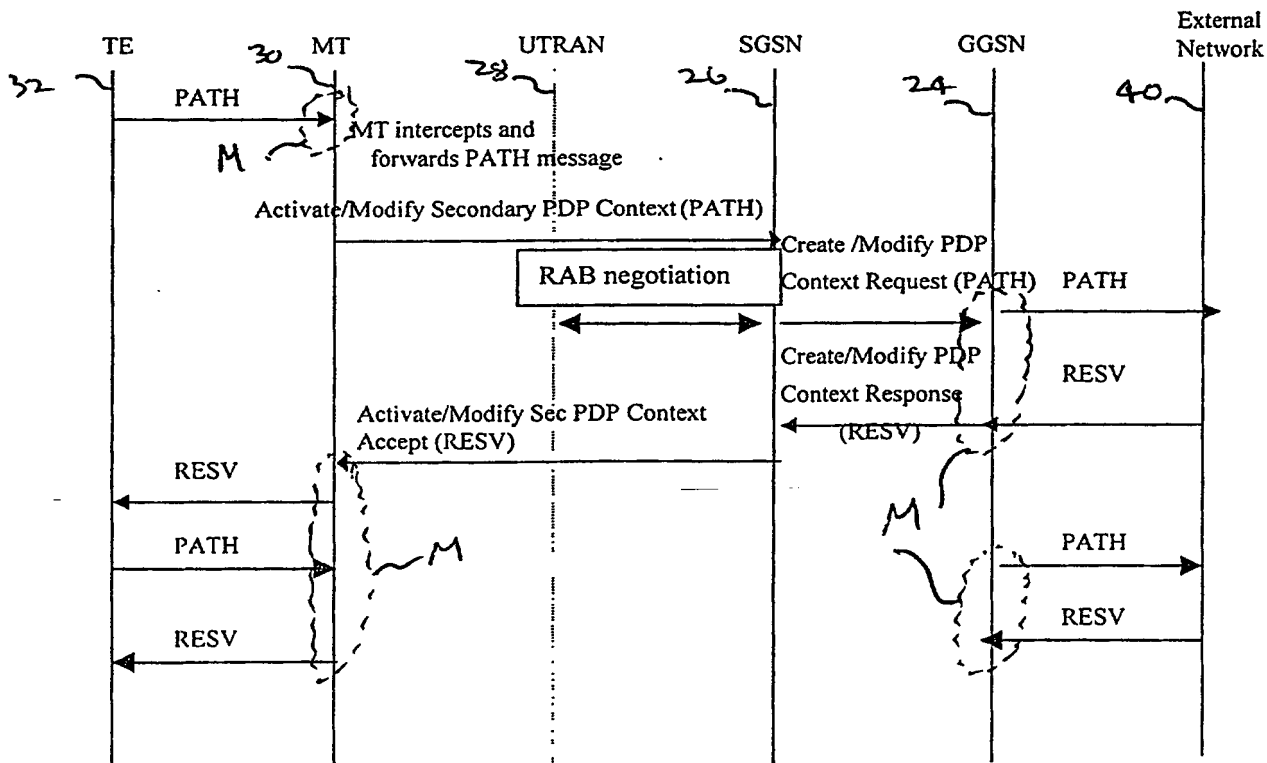 External
TE MT UTRAN SGSN GGSN Network
32 30 28 26 24 40
PATH
M
MT intercepts and
forwards PATH message
Activate/Modify Secondary PDP Context (PATH)
Create /Modify PDP
RAB negotiation
Context Request (PATH) PATH
Create/Modify PDP
RESV
Context Response
Activate/Modify Sec PDP Context
(RESV)
Accept (RESV)
RESV
M
PATH
M
PATH
RESV
RESV